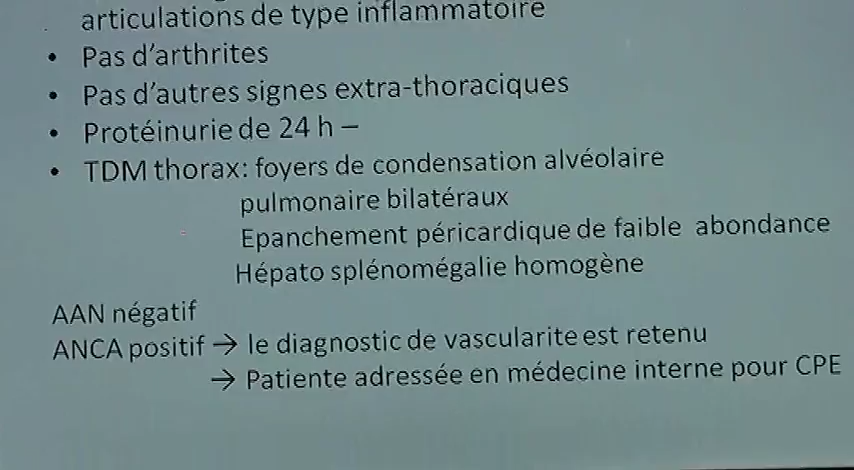 articulations de type inflammatoire
• Pas d'arthrites
• Pas d'autres signes extra-thoraciques
• Protéinurie de 24 h –
• TDM thorax: foyers de condensation alvéolaire
pulmonaire bilatéraux
Epanchement péricardique de faible abondance
Hépato splénomégalie homogène
AAN négatif
ANCA positif → le diagnostic de vascularite est retenu
→ Patiente adressée en médecine interne pour CPE